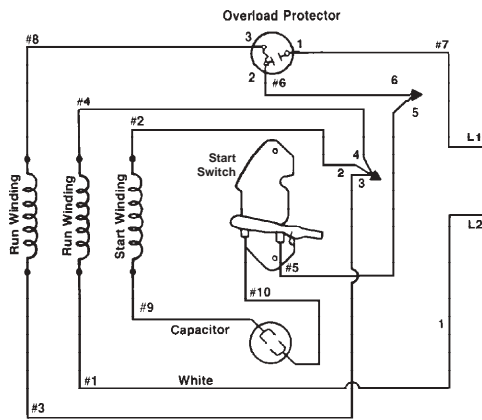 Overload Protector
#8
3
1
#7
2
#6
6
5
#4
#2
L1
4
2
3
Start
Switch
Run Winding
Run Winding
Start Winding
L2
#5
#10
#9
Capacitor
1
#1
White
#3